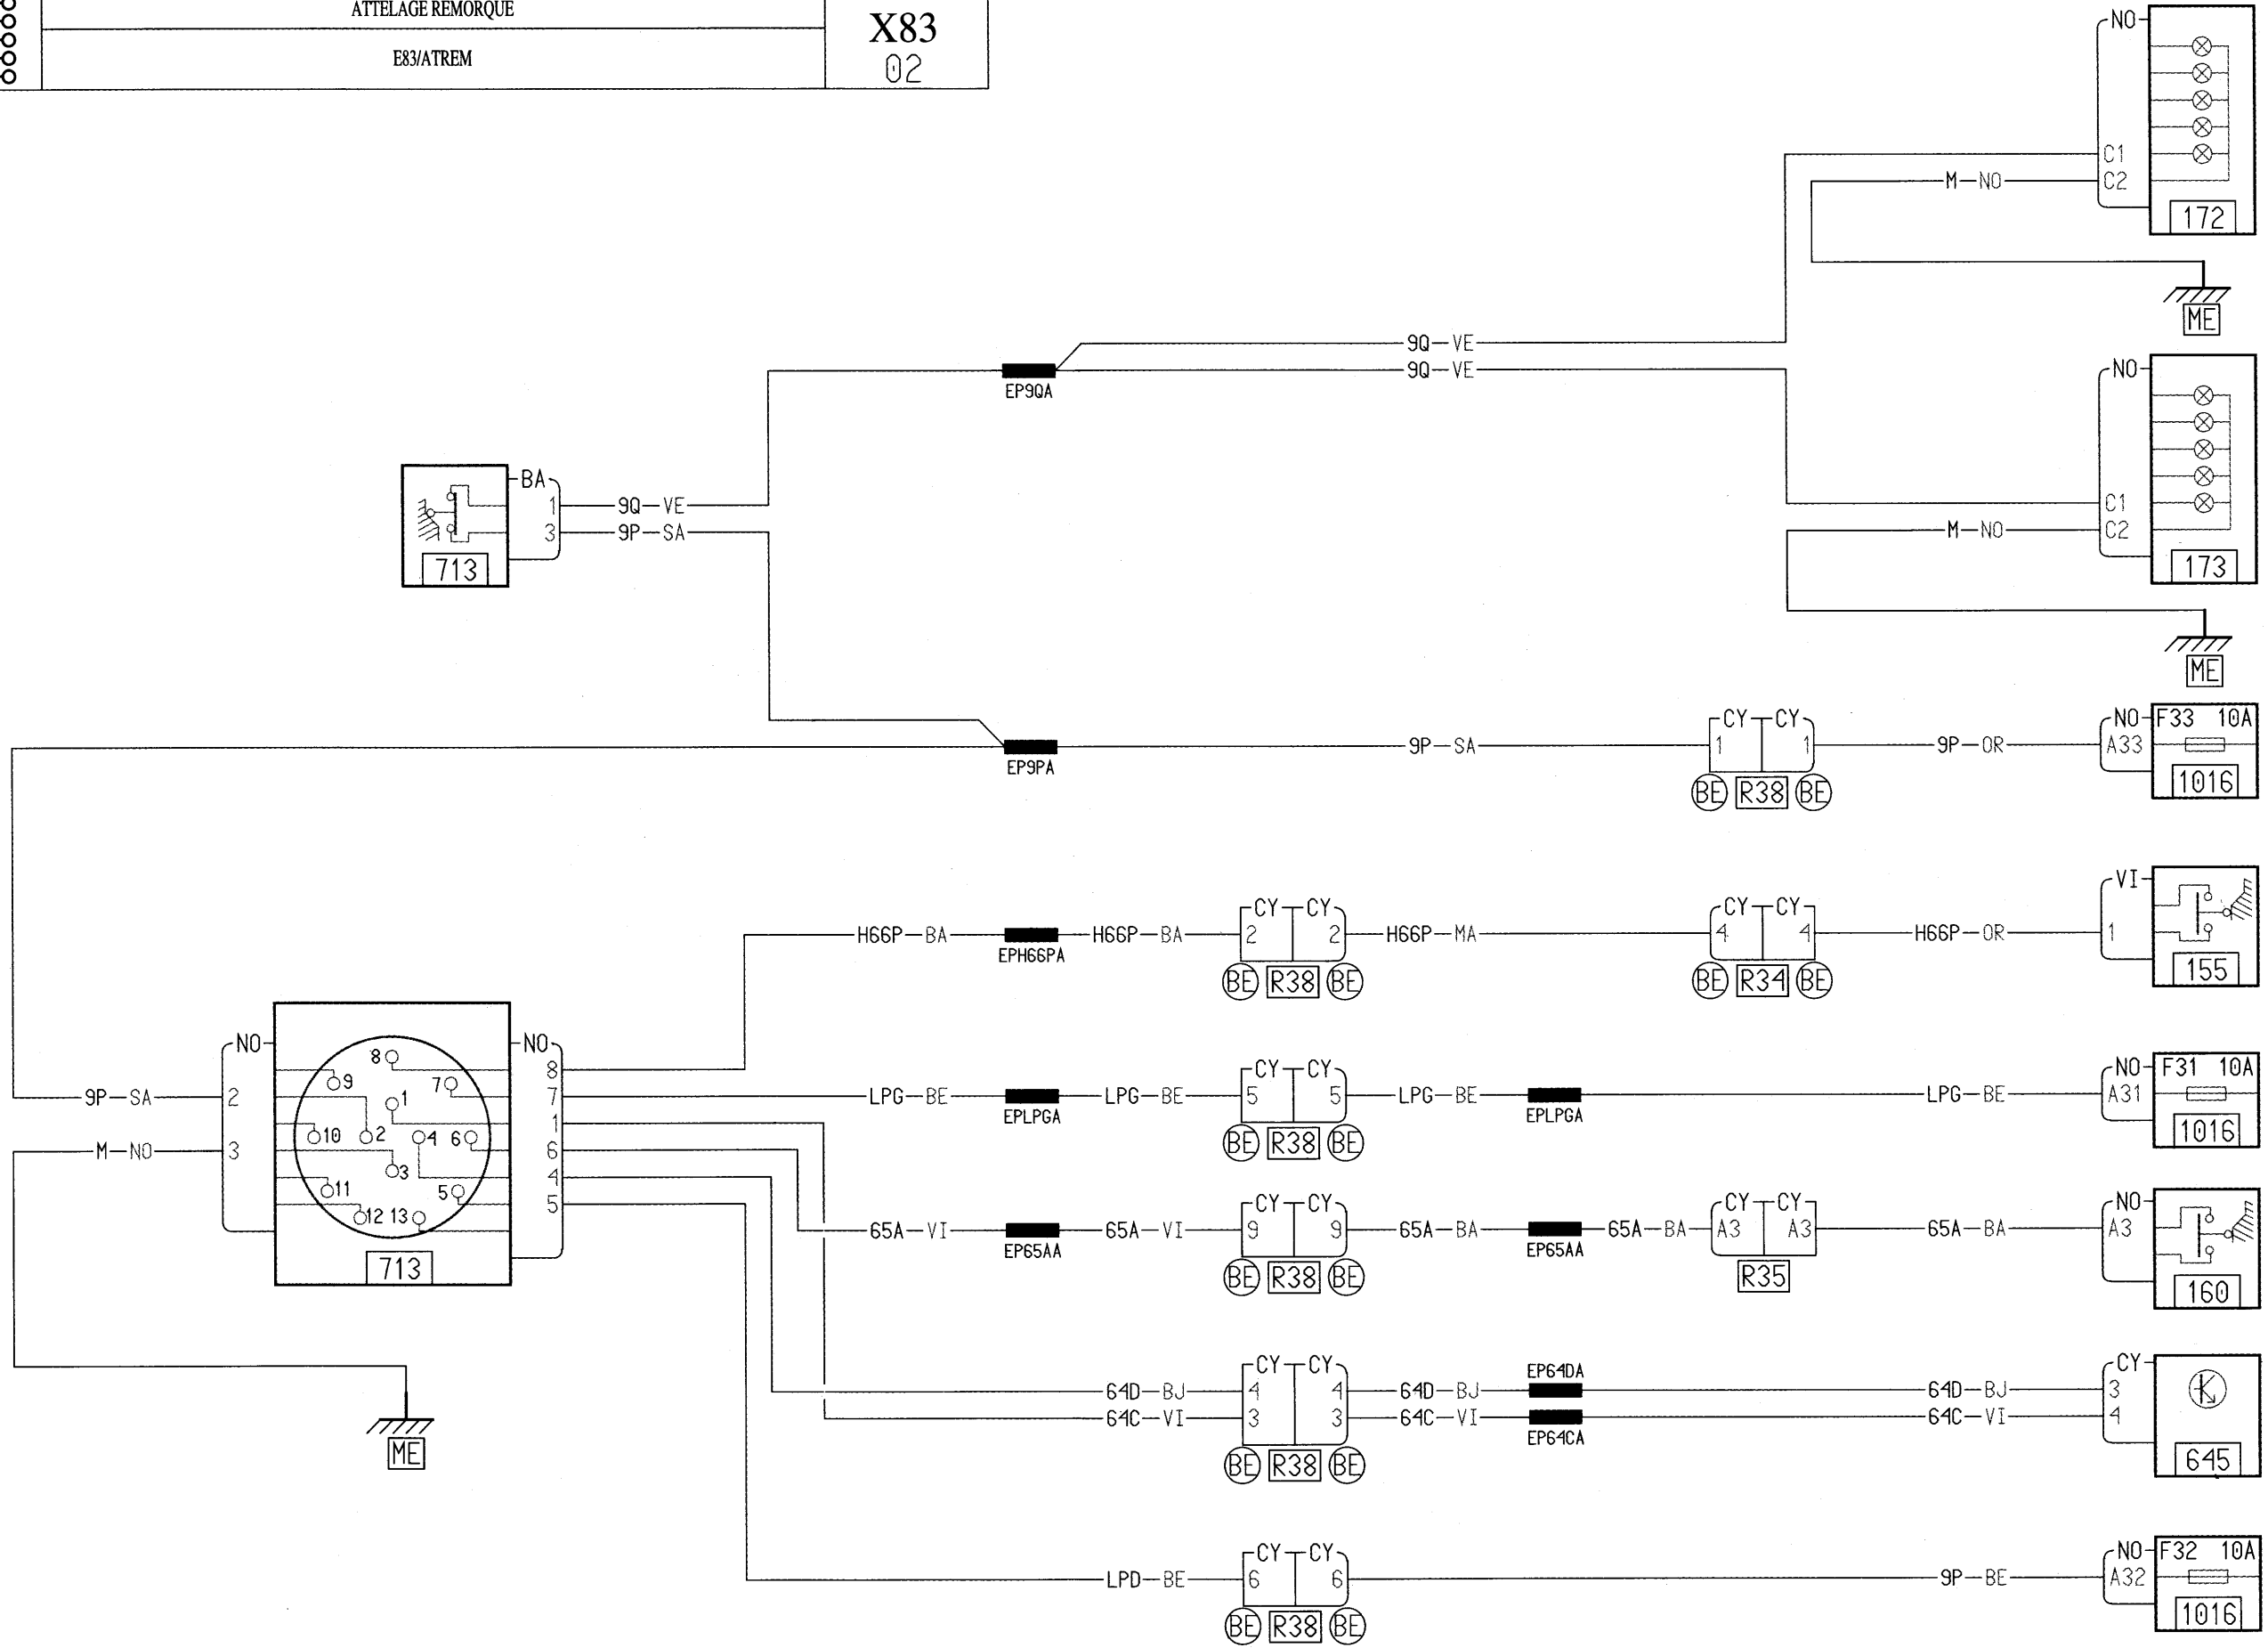 ATTELAGE REMORQUE
E83/ATREM
X83
02
NO
C1
M-NO C2
172
ME
9Q-VE
9Q-VE
EP9QA
NO
C1
M-NO C2
173
ME
BA
1 9Q-VE
3 9P-SA
713
EP9PA
9P-SA
CY CY
1 1
BE R38 BE
9P-OR
NO F33 10A
A33
1016
H66P-BA
EPH66PA
H66P-BA
CY CY
2 2
BE R38 BE
H66P-MA
CY CY
4 4
BE R34 BE
H66P-OR
VI
1
155
9P-SA
M-NO
NO
2
3
8
9 7
1
10 2 4 6
3
11 5
12 13
713
NO
8
7
1
6
4
5
ME
LPG-BE
EPLPGA
LPG-BE
CY CY
5 5
BE R38 BE
LPG-BE
EPLPGA
LPG-BE
NO F31 10A
A31
1016
65A-VI
EP65AA
65A-VI
CY CY
9 9
BE R38 BE
65A-BA
EP65AA
65A-BA
CY CY
A3 A3
R35
65A-BA
NO
A3
160
64D-BJ
64C-VI
CY CY
4 4
3 3
BE R38 BE
64D-BJ
64C-VI
EP64DA
EP64CA
64D-BJ
64C-VI
CY
3
4
645
LPD-BE
CY CY
6 6
BE R38 BE
9P-BE
NO F32 10A
A32
1016